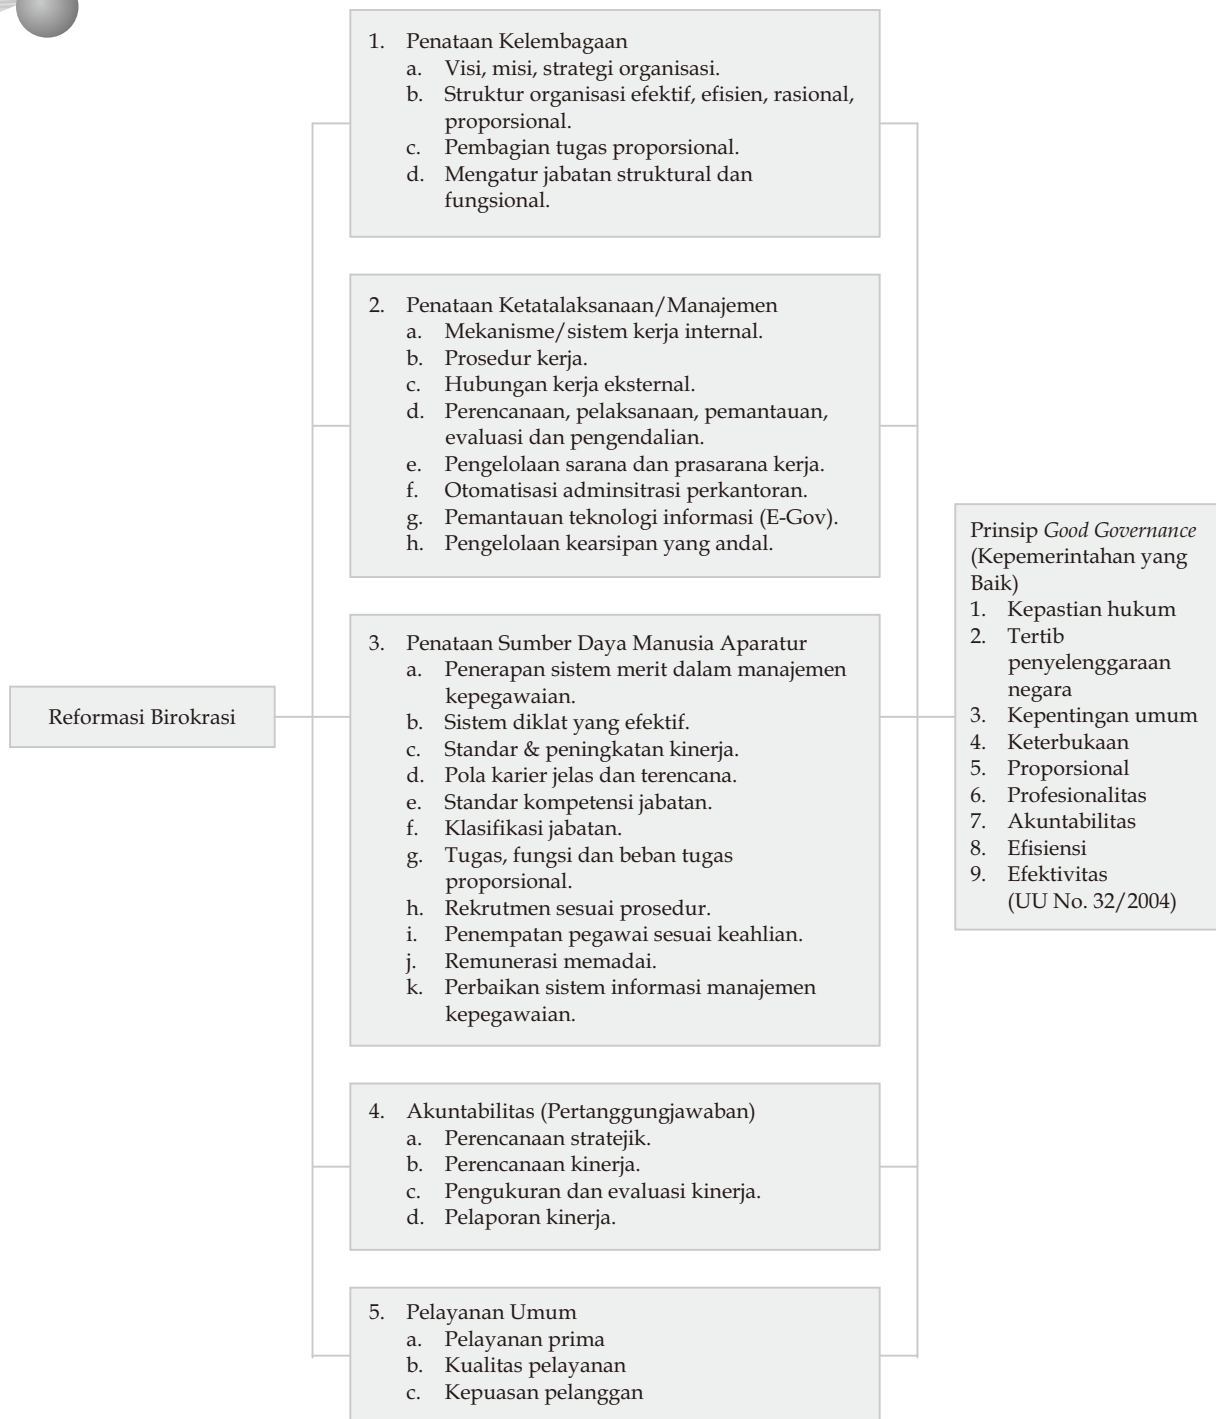 1. Penataan Kelembagaan
a. Visi, misi, strategi organisasi.
b. Struktur organisasi efektif, efisien, rasional,
proporsional.
c. Pembagian tugas proporsional.
d. Mengatur jabatan struktural dan
fungsional.
2. Penataan Ketatalaksanaan/Manajemen
a. Mekanisme/sistem kerja internal.
b. Prosedur kerja.
c. Hubungan kerja eksternal.
d. Perencanaan, pelaksanaan, pemantauan,
evaluasi dan pengendalian.
e. Pengelolaan sarana dan prasarana kerja.
f. Otomatisasi adminsitrasi perkantoran.
g. Pemantauan teknologi informasi (E-Gov).
h. Pengelolaan kearsipan yang andal.
Reformasi Birokrasi
3. Penataan Sumber Daya Manusia Aparatur
a. Penerapan sistem merit dalam manajemen
kepegawaian.
b. Sistem diklat yang efektif.
c. Standar & peningkatan kinerja.
d. Pola karier jelas dan terencana.
e. Standar kompetensi jabatan.
f. Klasifikasi jabatan.
g. Tugas, fungsi dan beban tugas
proporsional.
h. Rekrutmen sesuai prosedur.
i. Penempatan pegawai sesuai keahlian.
j. Remunerasi memadai.
k. Perbaikan sistem informasi manajemen
kepegawaian.
4. Akuntabilitas (Pertanggungjawaban)
a. Perencanaan stratejik.
b. Perencanaan kinerja.
c. Pengukuran dan evaluasi kinerja.
d. Pelaporan kinerja.
5. Pelayanan Umum
a. Pelayanan prima
b. Kualitas pelayanan
c. Kepuasan pelanggan
Prinsip Good Governance
(Kepemerintahan yang
Baik)
1. Kepastian hukum
2. Tertib
penyelenggaraan
negara
3. Kepentingan umum
4. Keterbukaan
5. Proporsional
6. Profesionalitas
7. Akuntabilitas
8. Efisiensi
9. Efektivitas
(UU No. 32/2004)